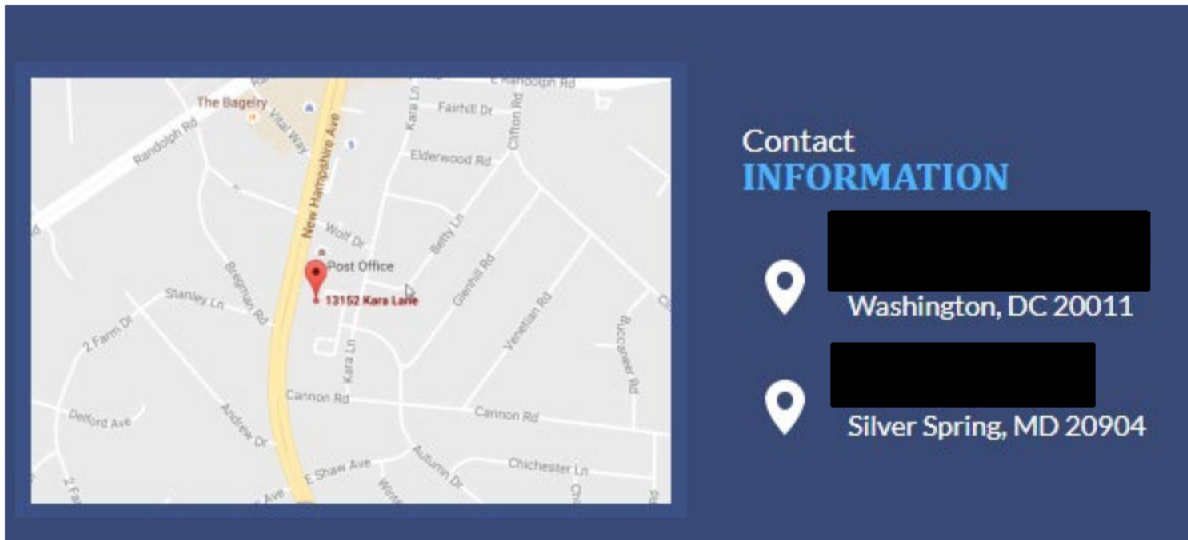 E Randolph Rd
The Bagelry
Vital Way
Randolph Rd
New Hampshire Ave
Kara Ln
Fairhill Dr
Clifton Rd
Elderwood Rd
Wolf Dr
Betty Ln
Post Office
Glenhill Rd
13152 Kara Lane
Bregman Rd
Stanley Ln
Venetian Rd
Buccaneer Rd
2 Farm Dr
Kara Ln
Cannon Rd
Cannon Rd
Delford Ave
Andrew Dr
E Shaw Ave
Autumn Dr
Chichester Ln
Contact
INFORMATION
Washington, DC 20011
Silver Spring, MD 20904